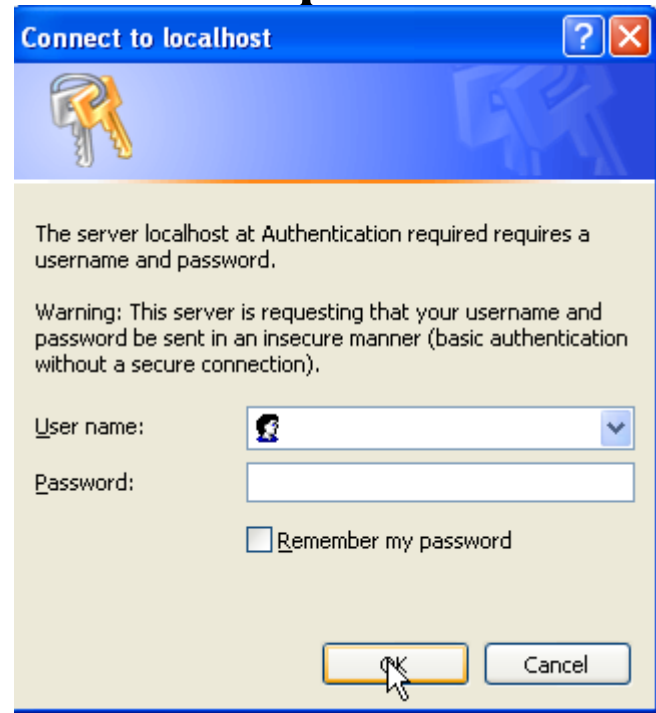 Connect to localhost
The server localhost at Authentication required requires a
username and password.
Warning: This server is requesting that your username and
password be sent in an insecure manner (basic authentication
without a secure connection).
User name:
Password:
Remember my password
OK
Cancel